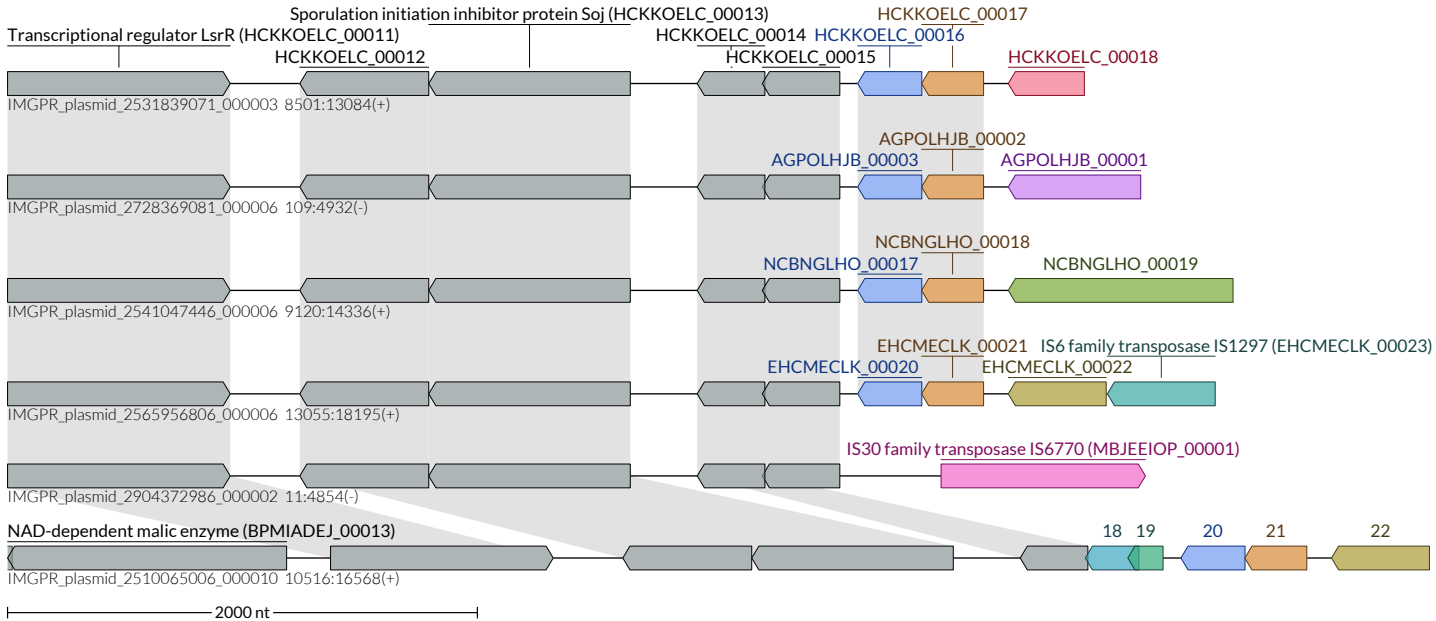 Sporulation initiation inhibitor protein Soj (HCKKOELC_00013)
HCKKOELC_00017
Transcriptional regulator LsrR (HCKKOELC_00011)
HCKKOELC_00014
HCKKOELC_00016
HCKKOELC_00012
HCKKOELC_00015
HCKKOELC_00018
IMGPR_plasmid_2531839071_000003 8501:13084(+)
AGPOLHJB_00002
AGPOLHJB_00003
AGPOLHJB_00001
IMGPR_plasmid_2728369081_000006 109:4932(-)
NCBNGLHO_00018
NCBNGLHO_00017
NCBNGLHO_00019
IMGPR_plasmid_2541047446_000006 9120:14336(+)
EHCMECLK_00021
IS6 family transposase IS1297 (EHCMECLK_00023)
EHCMECLK_00020
EHCMECLK_00022
IMGPR_plasmid_2565956806_000006 13055:18195(+)
IS30 family transposase IS6770 (MBJEEIOP_00001)
IMGPR_plasmid_2904372986_000002 11:4854(-)
NAD-dependent malic enzyme (BPMIADEJ_00013)
18 19 20 21 22
IMGPR_plasmid_2510065006_000010 10516:16568(+)
2000 nt